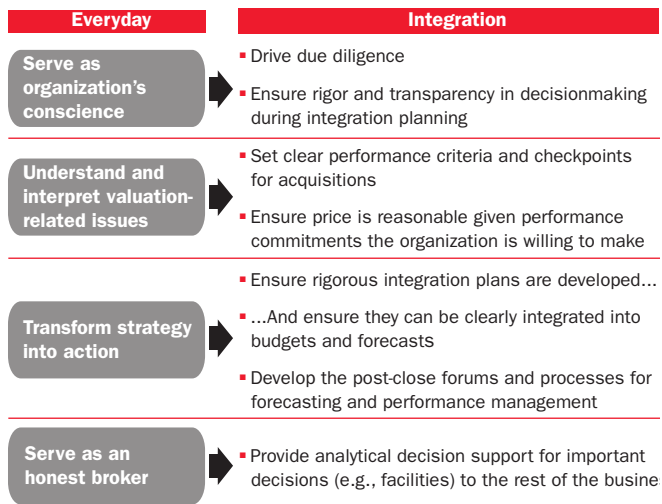 Everyday
Integration
Serve as
organization's
conscience
▪ Drive due diligence
▪ Ensure rigor and transparency in decisionmaking
during integration planning
Understand and
interpret valuation-
related issues
▪ Set clear performance criteria and checkpoints
for acquisitions
▪ Ensure price is reasonable given performance
commitments the organization is willing to make
Transform strategy
into action
▪ Ensure rigorous integration plans are developed...
▪ ...And ensure they can be clearly integrated into
budgets and forecasts
▪ Develop the post-close forums and processes for
forecasting and performance management
Serve as an
honest broker
▪ Provide analytical decision support for important
decisions (e.g., facilities) to the rest of the busine